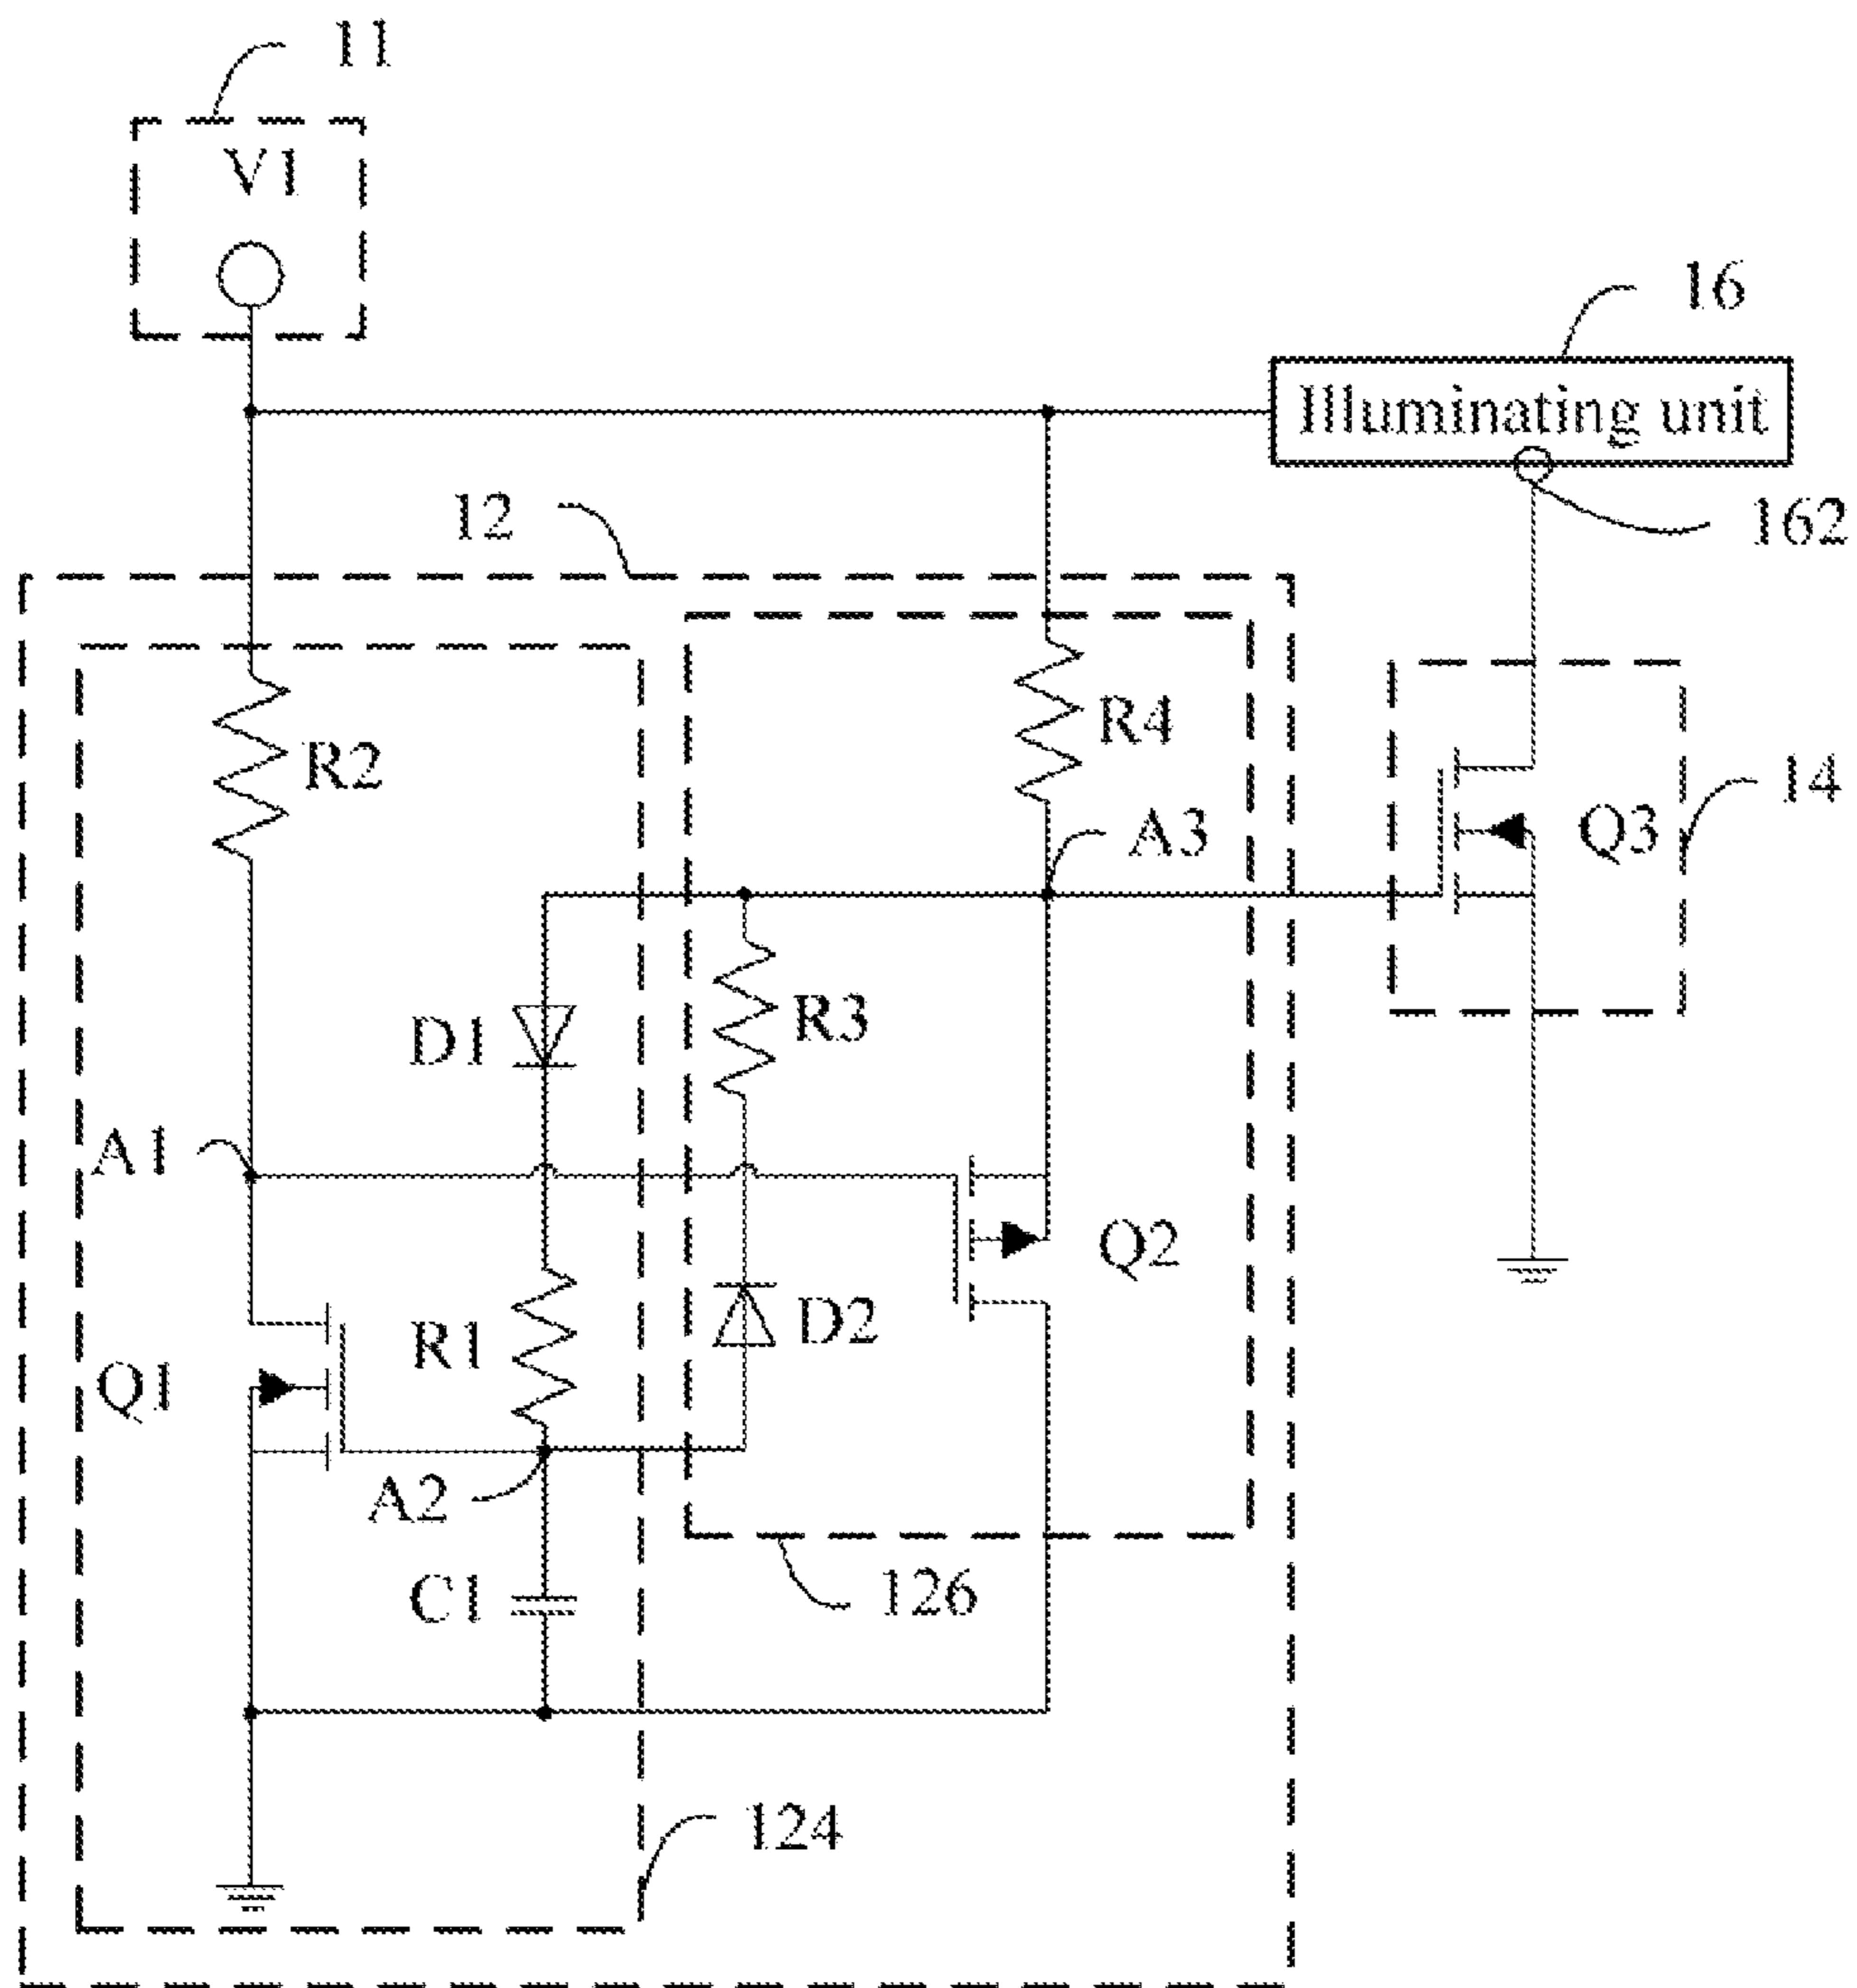 11
V1
16
Illuminating unit
12
162
R2
R4
14
A3
Q3
D1
R3
A1
Q2
R1
D2
Q1
A2
C1
126
124